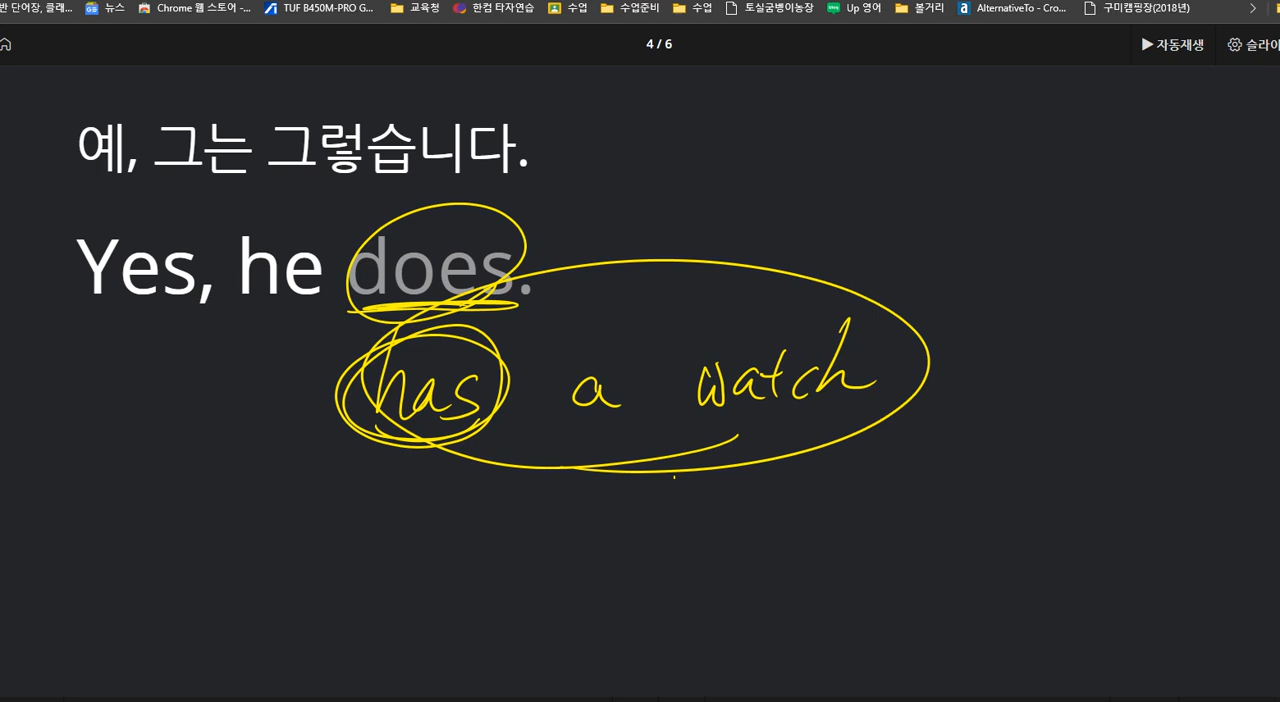 반 단어장, 클래... 뉴스 Chrome 웹 스토어 -... TUF B450M-PRO G... 교육청 한컴 타자연습 수업 수업준비 수업 토실굼벵이농장 Up 영어 볼거리 AlternativeTo - Cro... 구미캠핑장(2018년)
4 / 6 자동재생 슬라이
예, 그는 그렇습니다.
Yes, he does.
has a watch